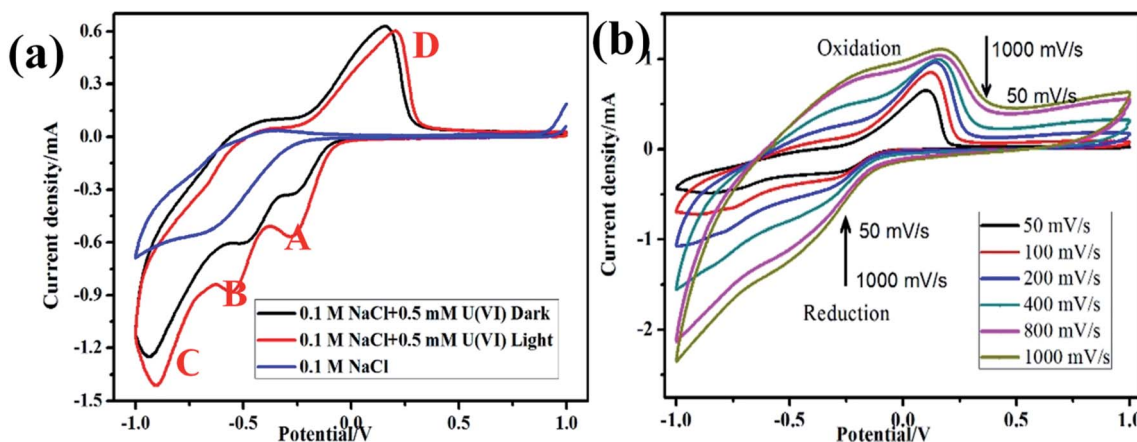 (a)
Current density/mA
0.6
0.3
0.0
-0.3
-0.6
-0.9
-1.2
-1.5
D
A
B
C
0.1 M NaCl+0.5 mM U(VI) Dark
0.1 M NaCl+0.5 mM U(VI) Light
0.1 M NaCl
-1.0
-0.5
0.0
0.5
1.0
Potential/V
(b)
Current density/mA
1
0
-1
-2
Oxidation
1000 mV/s
50 mV/s
50 mV/s
1000 mV/s
Reduction
50 mV/s
100 mV/s
200 mV/s
400 mV/s
800 mV/s
1000 mV/s
-1.0
-0.5
0.0
0.5
1.0
Potential/V